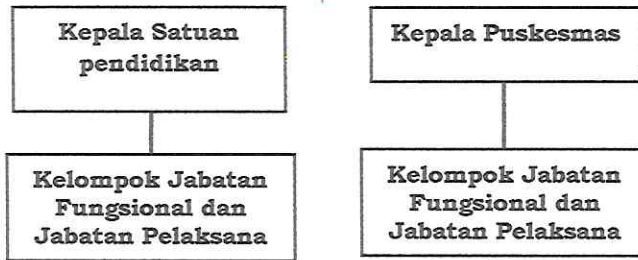 Kepala Satuan
pendidikan
Kelompok Jabatan
Fungsional dan
Jabatan Pelaksana
Kepala Puskesmas
Kelompok Jabatan
Fungsional dan
Jabatan Pelaksana